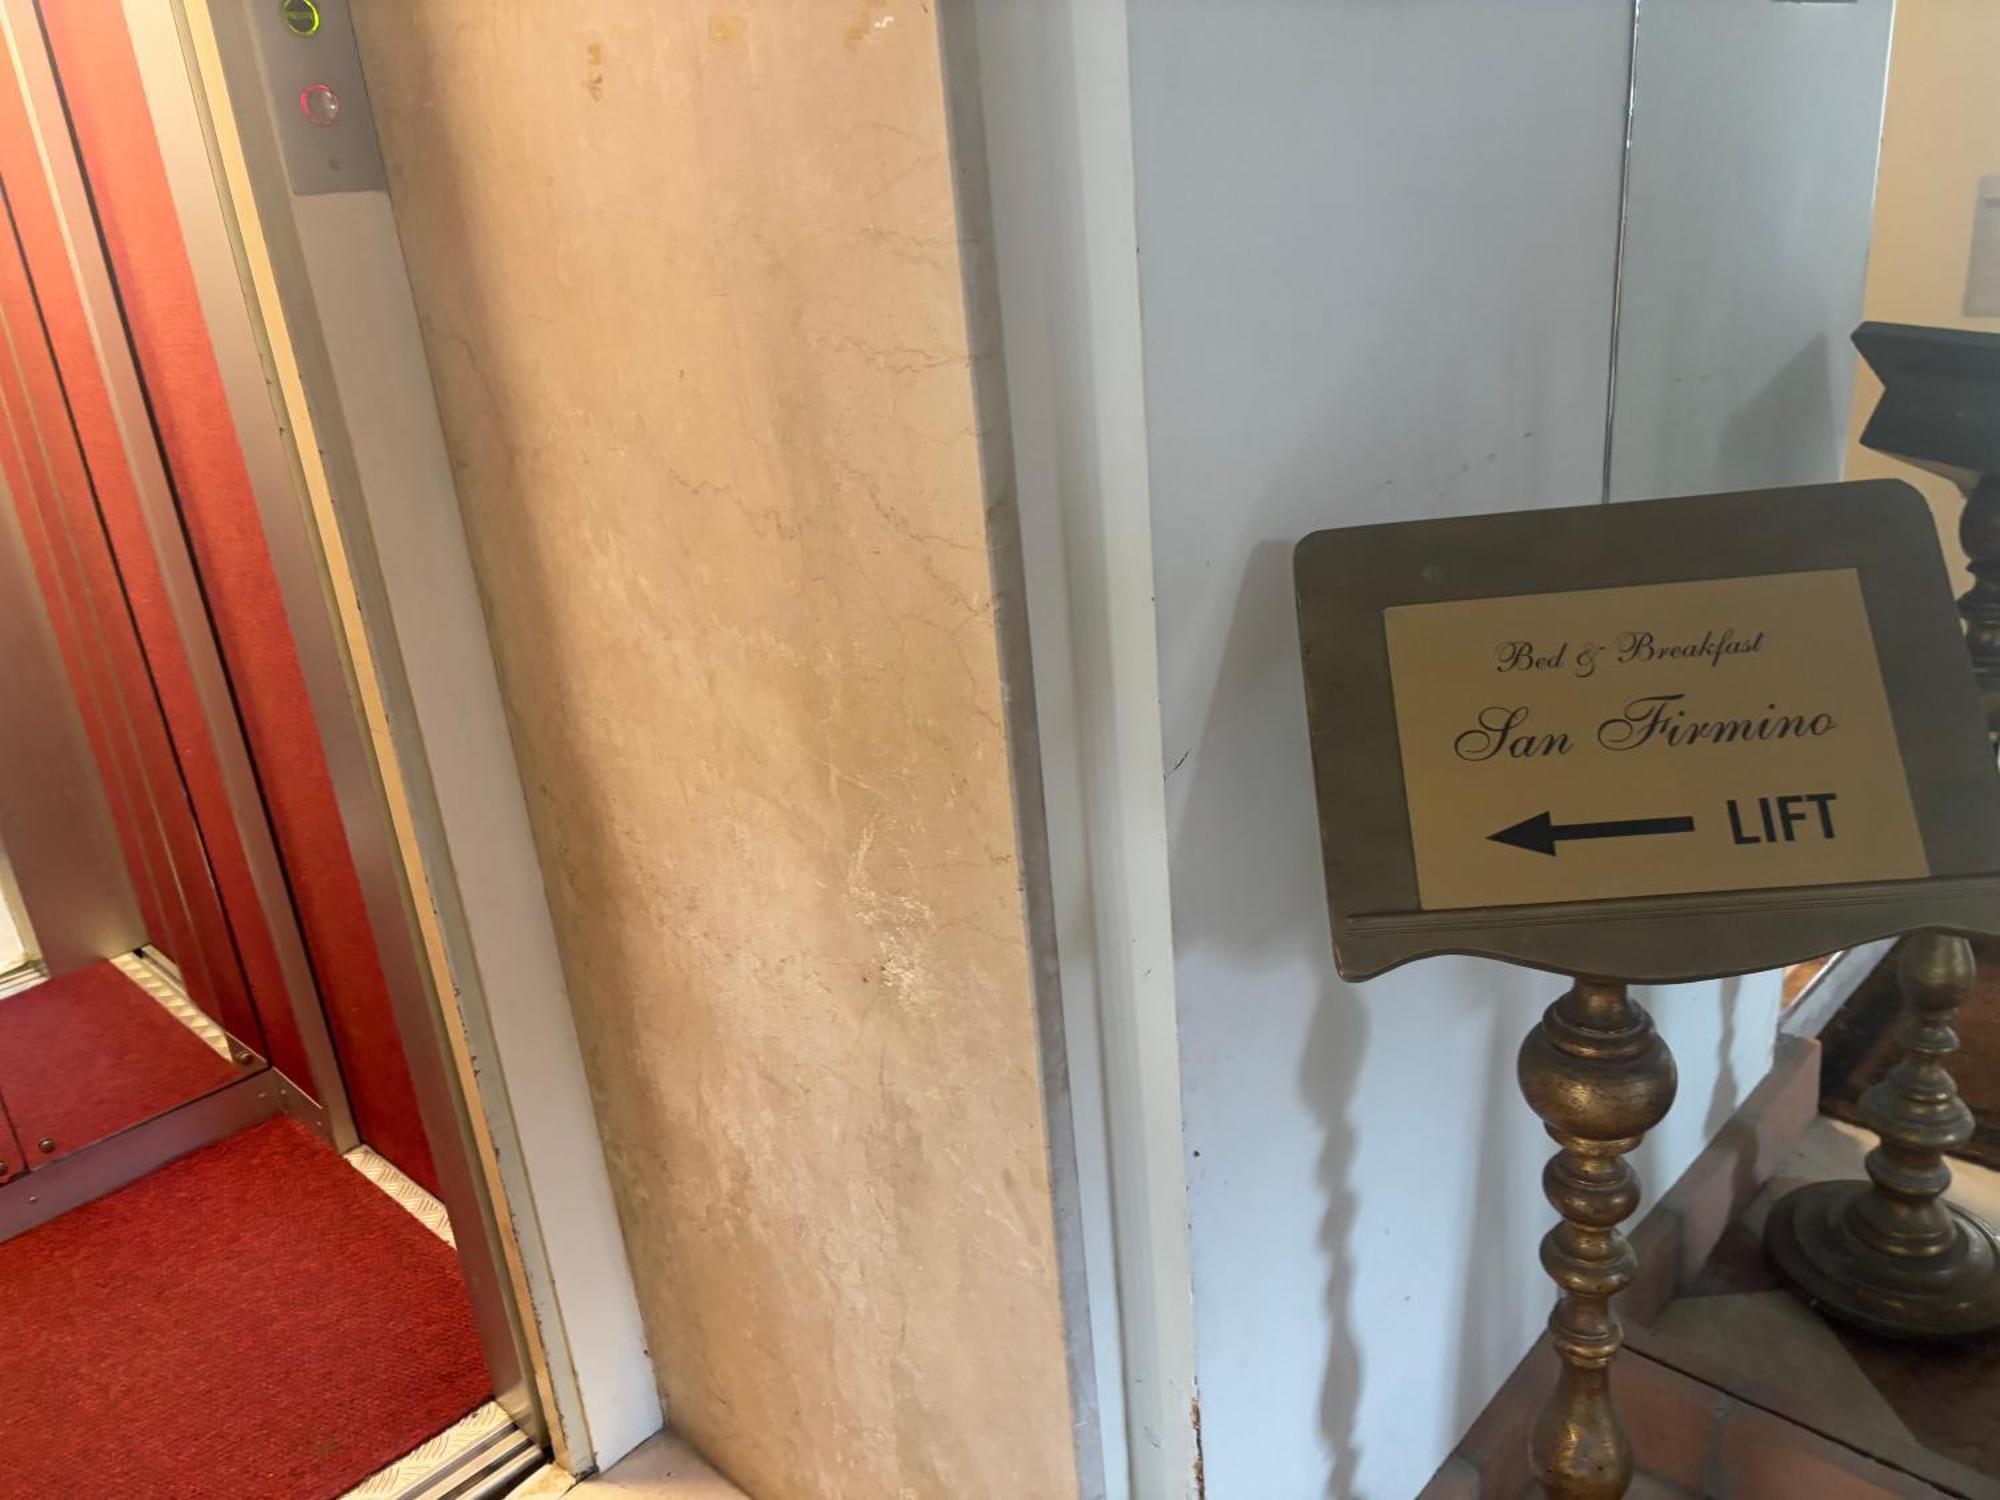 Bed & Breakfast
San Firmino
LIFT